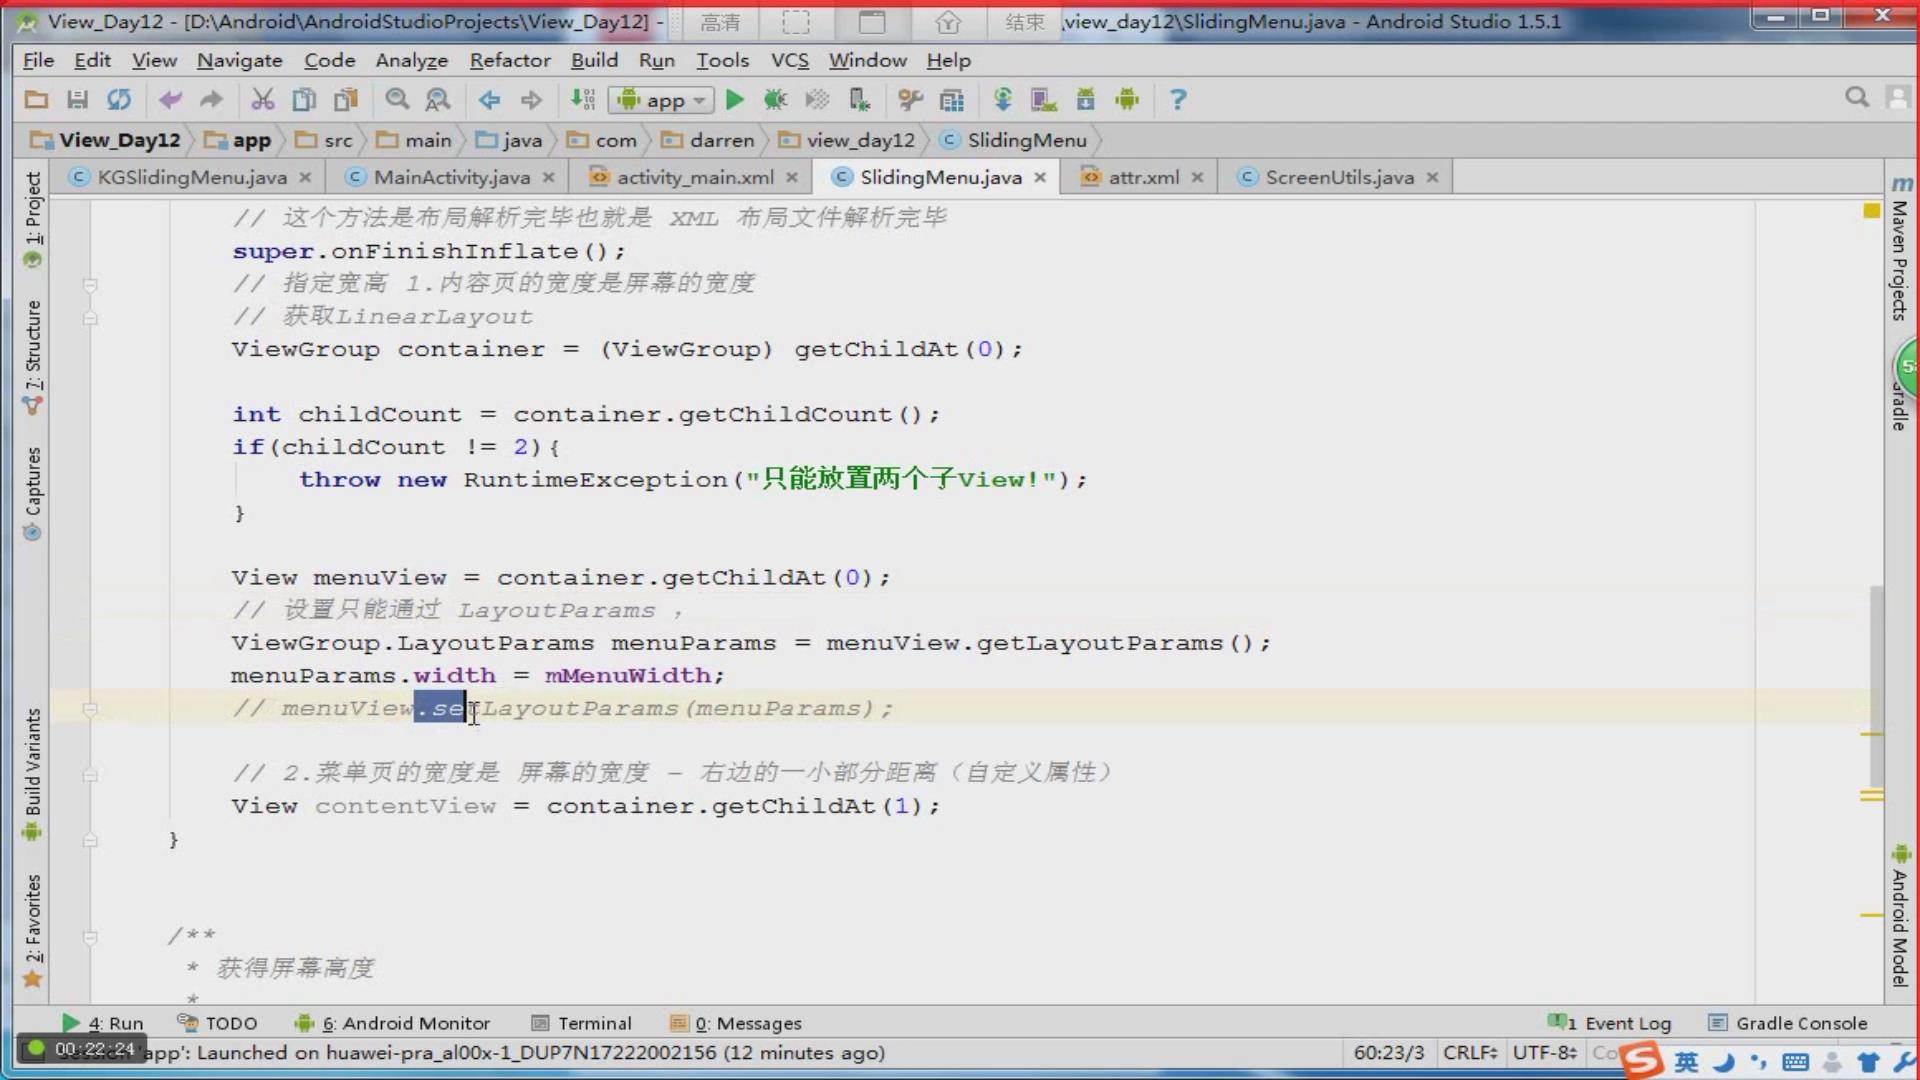 View_Day12 - [D:\Android\AndroidStudioProjects\View_Day12] - 高清 结束 .view_day12\SlidingMenu.java - Android Studio 1.5.1
File Edit View Navigate Code Analyze Refactor Build Run Tools VCS Window Help
app
View_Day12 app src main java com darren view_day12 SlidingMenu
KGSlidingMenu.java MainActivity.java activity_main.xml SlidingMenu.java attr.xml ScreenUtils.java
1: Project
7: Structure
Captures
Build Variants
2: Favorites
// 这个方法是布局解析完毕也就是 XML 布局文件解析完毕
super.onFinishInflate();
// 指定宽高 1.内容页的宽度是屏幕的宽度
// 获取LinearLayout
ViewGroup container = (ViewGroup) getChildAt(0);
int childCount = container.getChildCount();
if(childCount != 2){
throw new RuntimeException("只能放置两个子View!");
}
View menuView = container.getChildAt(0);
// 设置只能通过 LayoutParams ，
ViewGroup.LayoutParams menuParams = menuView.getLayoutParams();
menuParams.width = mMenuWidth;
// menuView.setLayoutParams(menuParams);
// 2.菜单页的宽度是 屏幕的宽度 - 右边的一小部分距离（自定义属性）
View contentView = container.getChildAt(1);
}
/**
* 获得屏幕高度
*
Maven Projects
Android Model
4: Run TODO 6: Android Monitor Terminal 0: Messages 1 Event Log Gradle Console
00:22:24 'app': Launched on huawei-pra_al00x-1_DUP7N17222002156 (12 minutes ago) 60:23/3 CRLF UTF-8 英